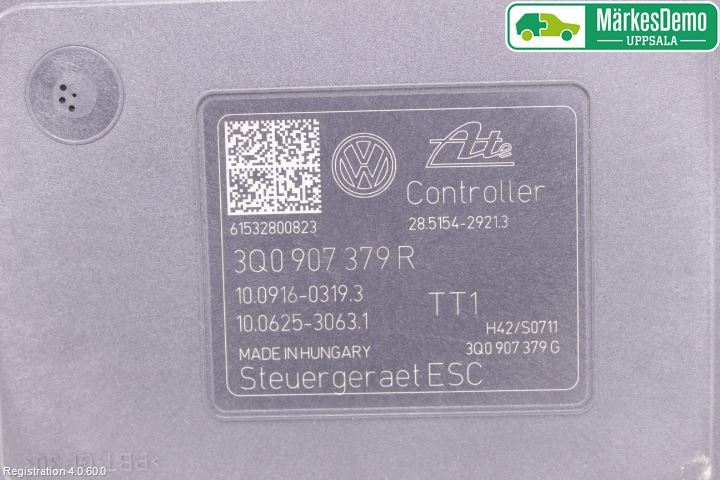 MärkesDemo
UPPSALA
VW Ate
Controller
61532800823 28.5154-2921.3
3Q0 907 379 R
10.0916-0319.3 TT1
10.0625-3063.1 H42/S0711
MADE IN HUNGARY 3Q0 907 379 G
Steuergeraet ESC
Registration 4.0.60.0